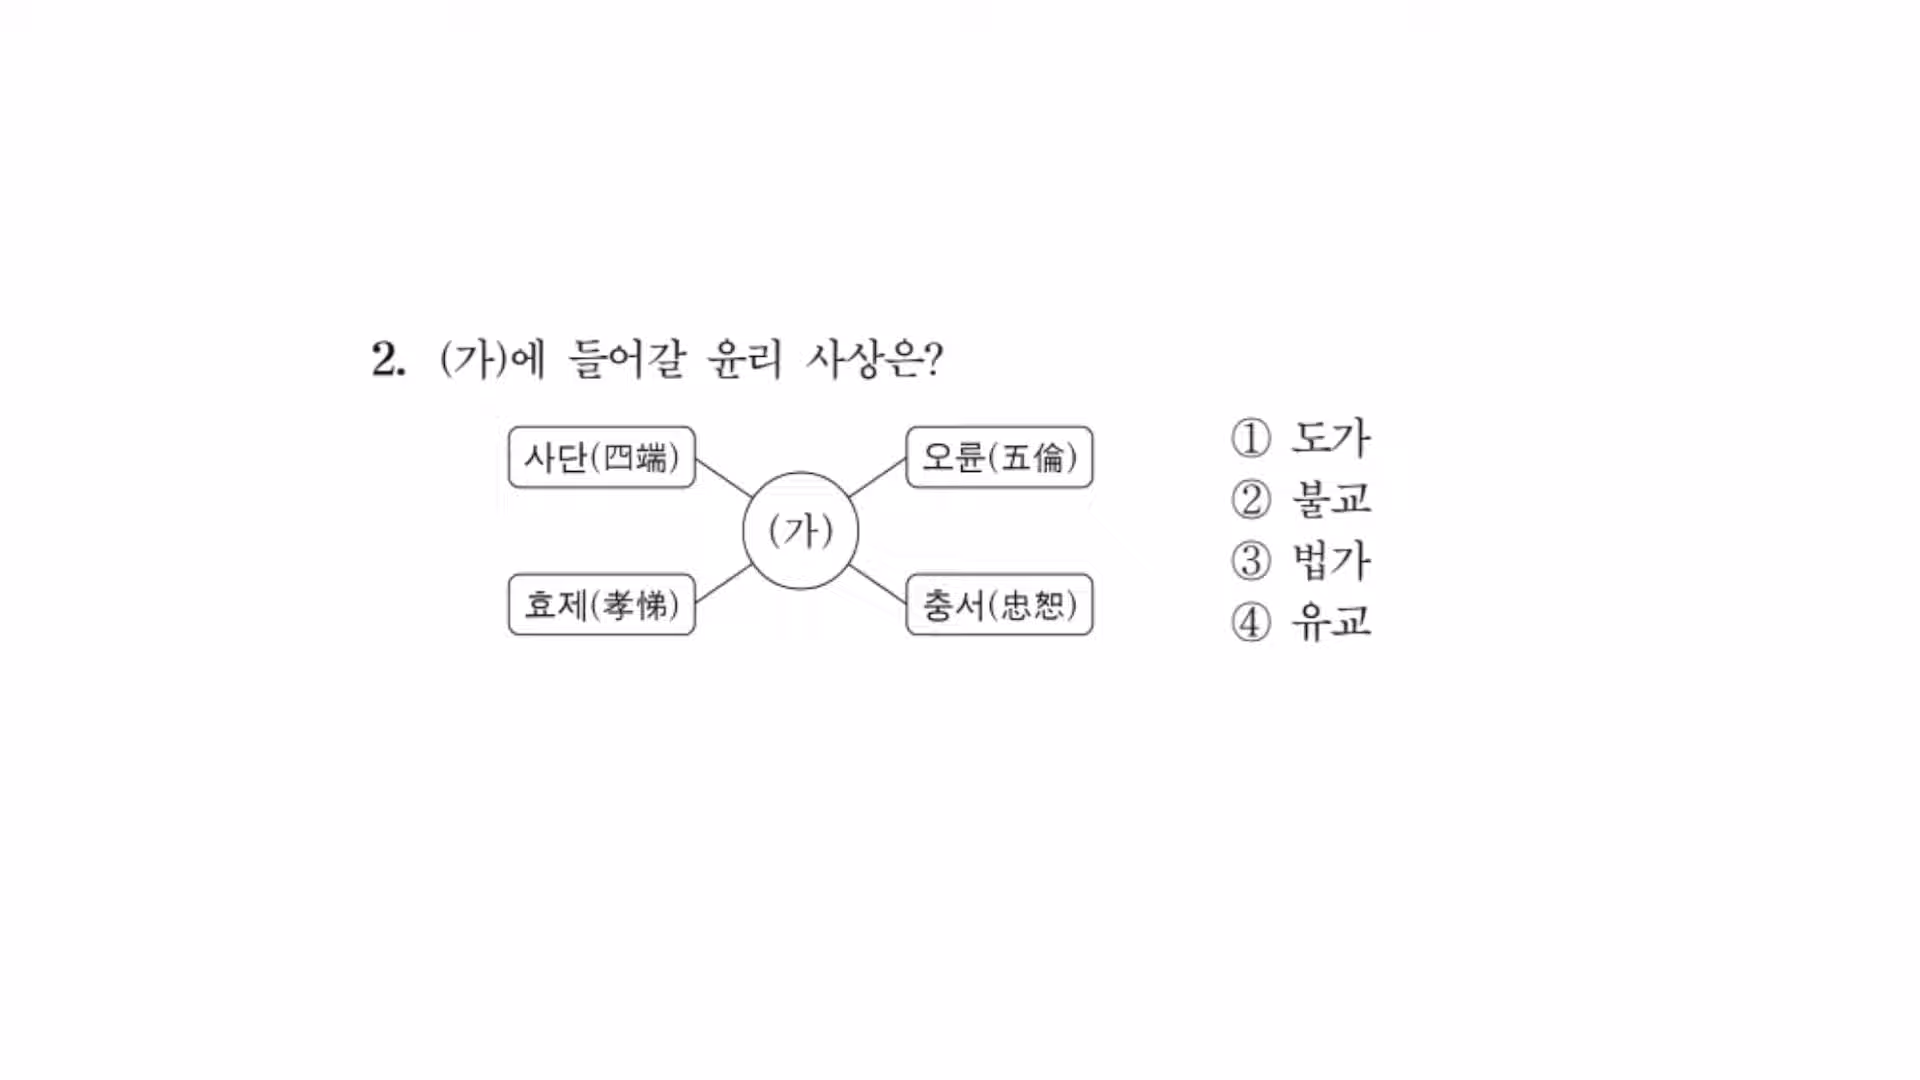 2. (가)에 들어갈 윤리 사상은?
사단(四端)
오륜(五倫)
(가)
효제(孝悌)
충서(忠恕)
① 도가
② 불교
③ 법가
④ 유교